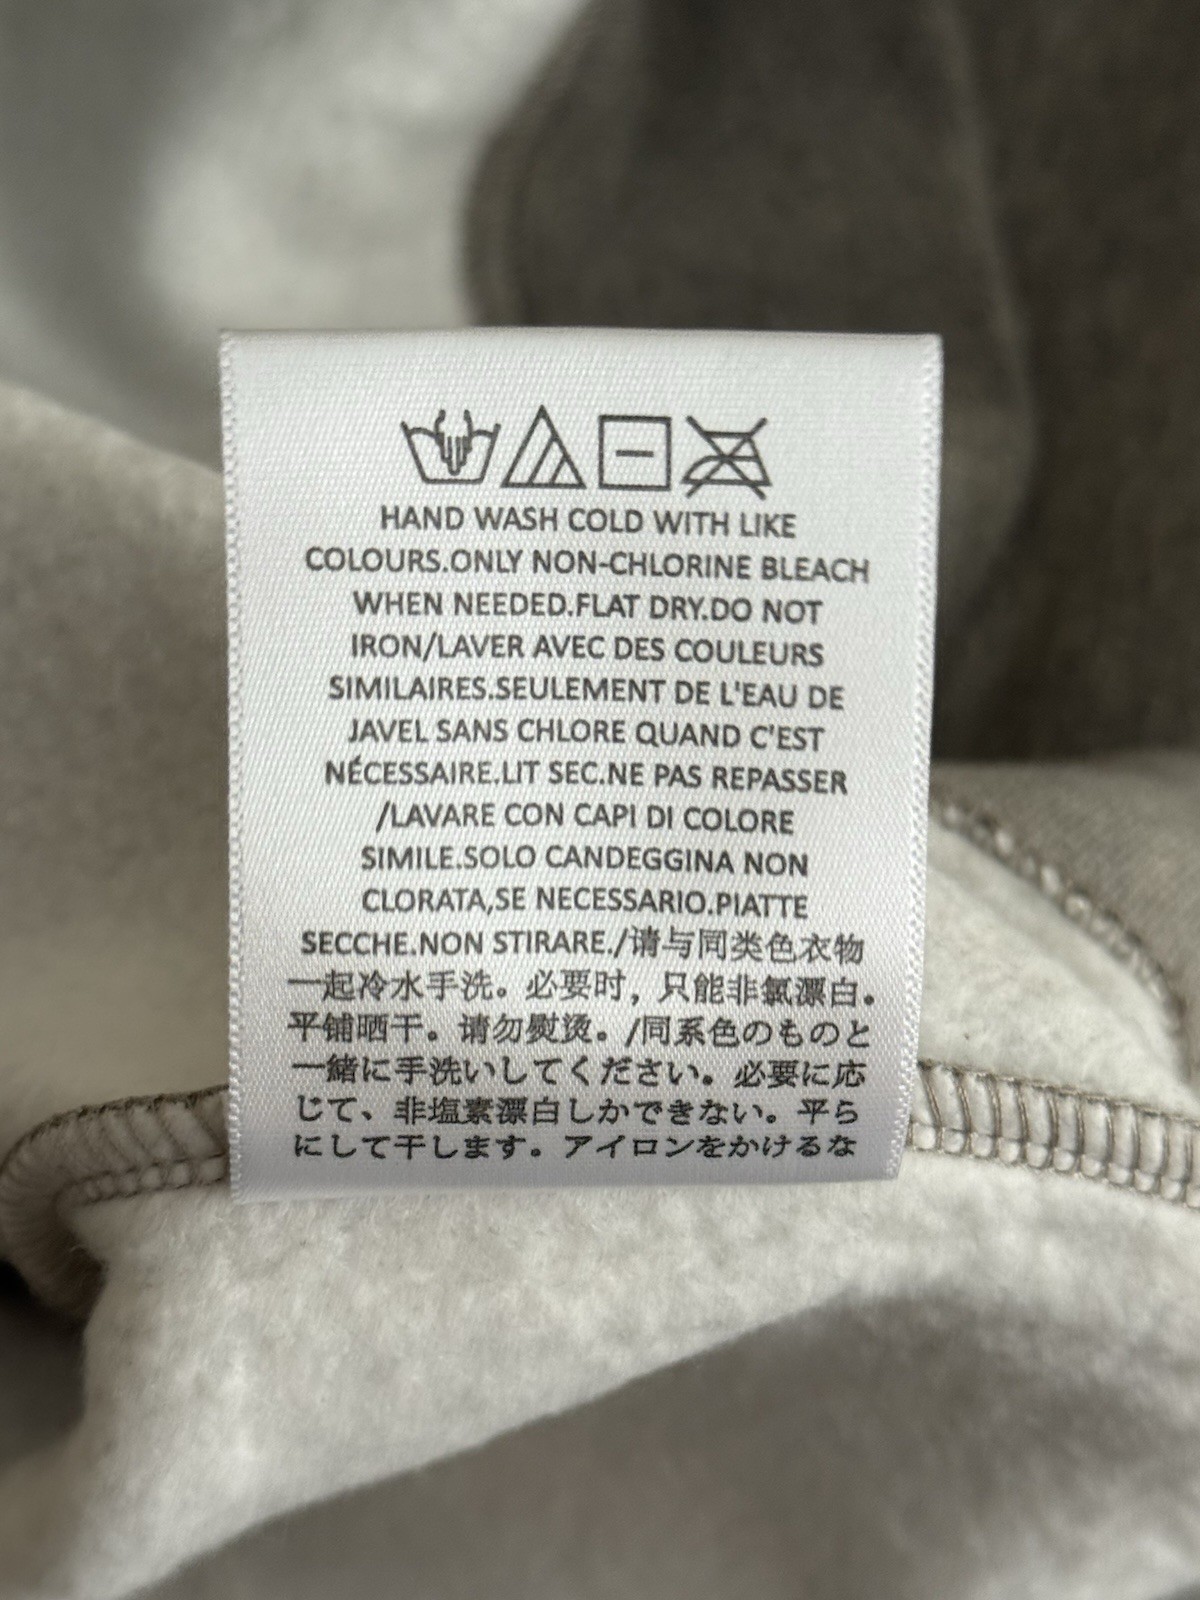 HAND WASH COLD WITH LIKE
COLOURS.ONLY NON-CHLORINE BLEACH
WHEN NEEDED.FLAT DRY.DO NOT
IRON/LAVER AVEC DES COULEURS
SIMILAIRES.SEULEMENT DE L'EAU DE
JAVEL SANS CHLORE QUAND C'EST
NÉCESSAIRE.LIT SEC.NE PAS REPASSER
/LAVARE CON CAPI DI COLORE
SIMILE.SOLO CANDEGGINA NON
CLORATA,SE NECESSARIO.PIATTE
SECCHE.NON STIRARE./请与同类色衣物
一起冷水手洗。必要时，只能非氯漂白。
平铺晒干。请勿熨烫。/同系色のものと
一緒に手洗いしてください。必要に応
じて、非塩素漂白しかできない。平ら
にして干します。アイロンをかけるな